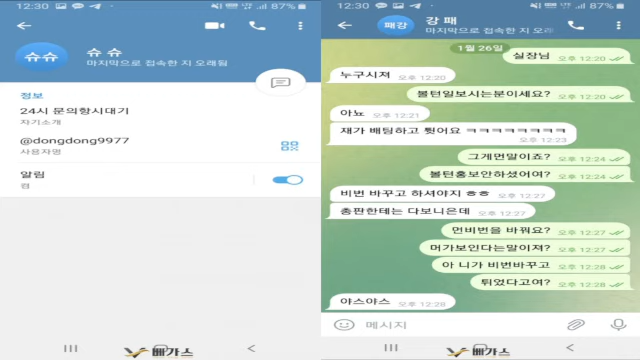 12:30
87%
슈슈
슈 슈
마지막으로 접속한 지 오래됨
정보
24시 문의항시대기
자기소개
@dongdong9977
사용자명
알림
켬
베가스
12:30
87%
패강
강 패
마지막으로 접속한 지 오래
1월 26일
실장님 오후 12:20
누구시져 오후 12:20
볼턴일보시는분이세요? 오후 12:20
아뇨 오후 12:21
재가 배팅하고 튓어요 ㅋㅋㅋㅋㅋㅋㅋㅋ
오후 12:23
그게먼말이죠? 오후 12:24
볼턴홍보안하셨어여? 오후 12:24
비번 바꾸고 하셔야지 ㅎㅎ 오후 12:27
총판한테는 다보니은데 오후 12:27
먼비번을 바꿔요? 오후 12:27
머가보인다는말이져? 오후 12:27
아 니가 비번바꾸고 오후 12:28
튀었다고여? 오후 12:28
야스야스 오후 12:28
메시지
베가스